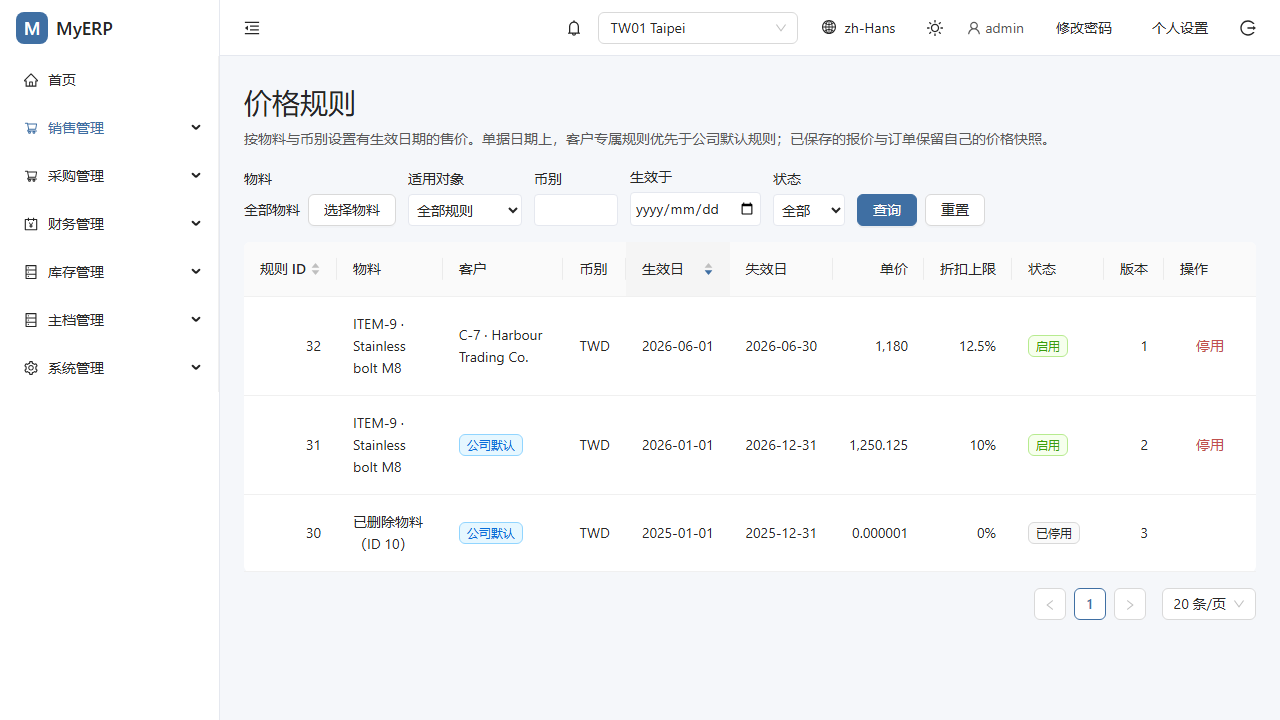 M MyERP
TW01 Taipei
zh-Hans
admin
修改密码
个人设置
首页
销售管理
采购管理
财务管理
库存管理
主档管理
系统管理
价格规则
按物料与币别设置有生效日期的售价。单据日期上，客户专属规则优先于公司默认规则；已保存的报价与订单保留自己的价格快照。
物料 适用对象 币别 生效于 状态
全部物料 选择物料 全部规则 yyyy/mm/dd 全部 查询 重置
规则 ID 物料 客户 币别 生效日 失效日 单价 折扣上限 状态 版本 操作
32 ITEM-9 · Stainless bolt M8 C-7 · Harbour Trading Co. TWD 2026-06-01 2026-06-30 1,180 12.5% 启用 1 停用
31 ITEM-9 · Stainless bolt M8 公司默认 TWD 2026-01-01 2026-12-31 1,250.125 10% 启用 2 停用
30 已删除物料（ID 10） 公司默认 TWD 2025-01-01 2025-12-31 0.000001 0% 已停用 3
1 20 条/页